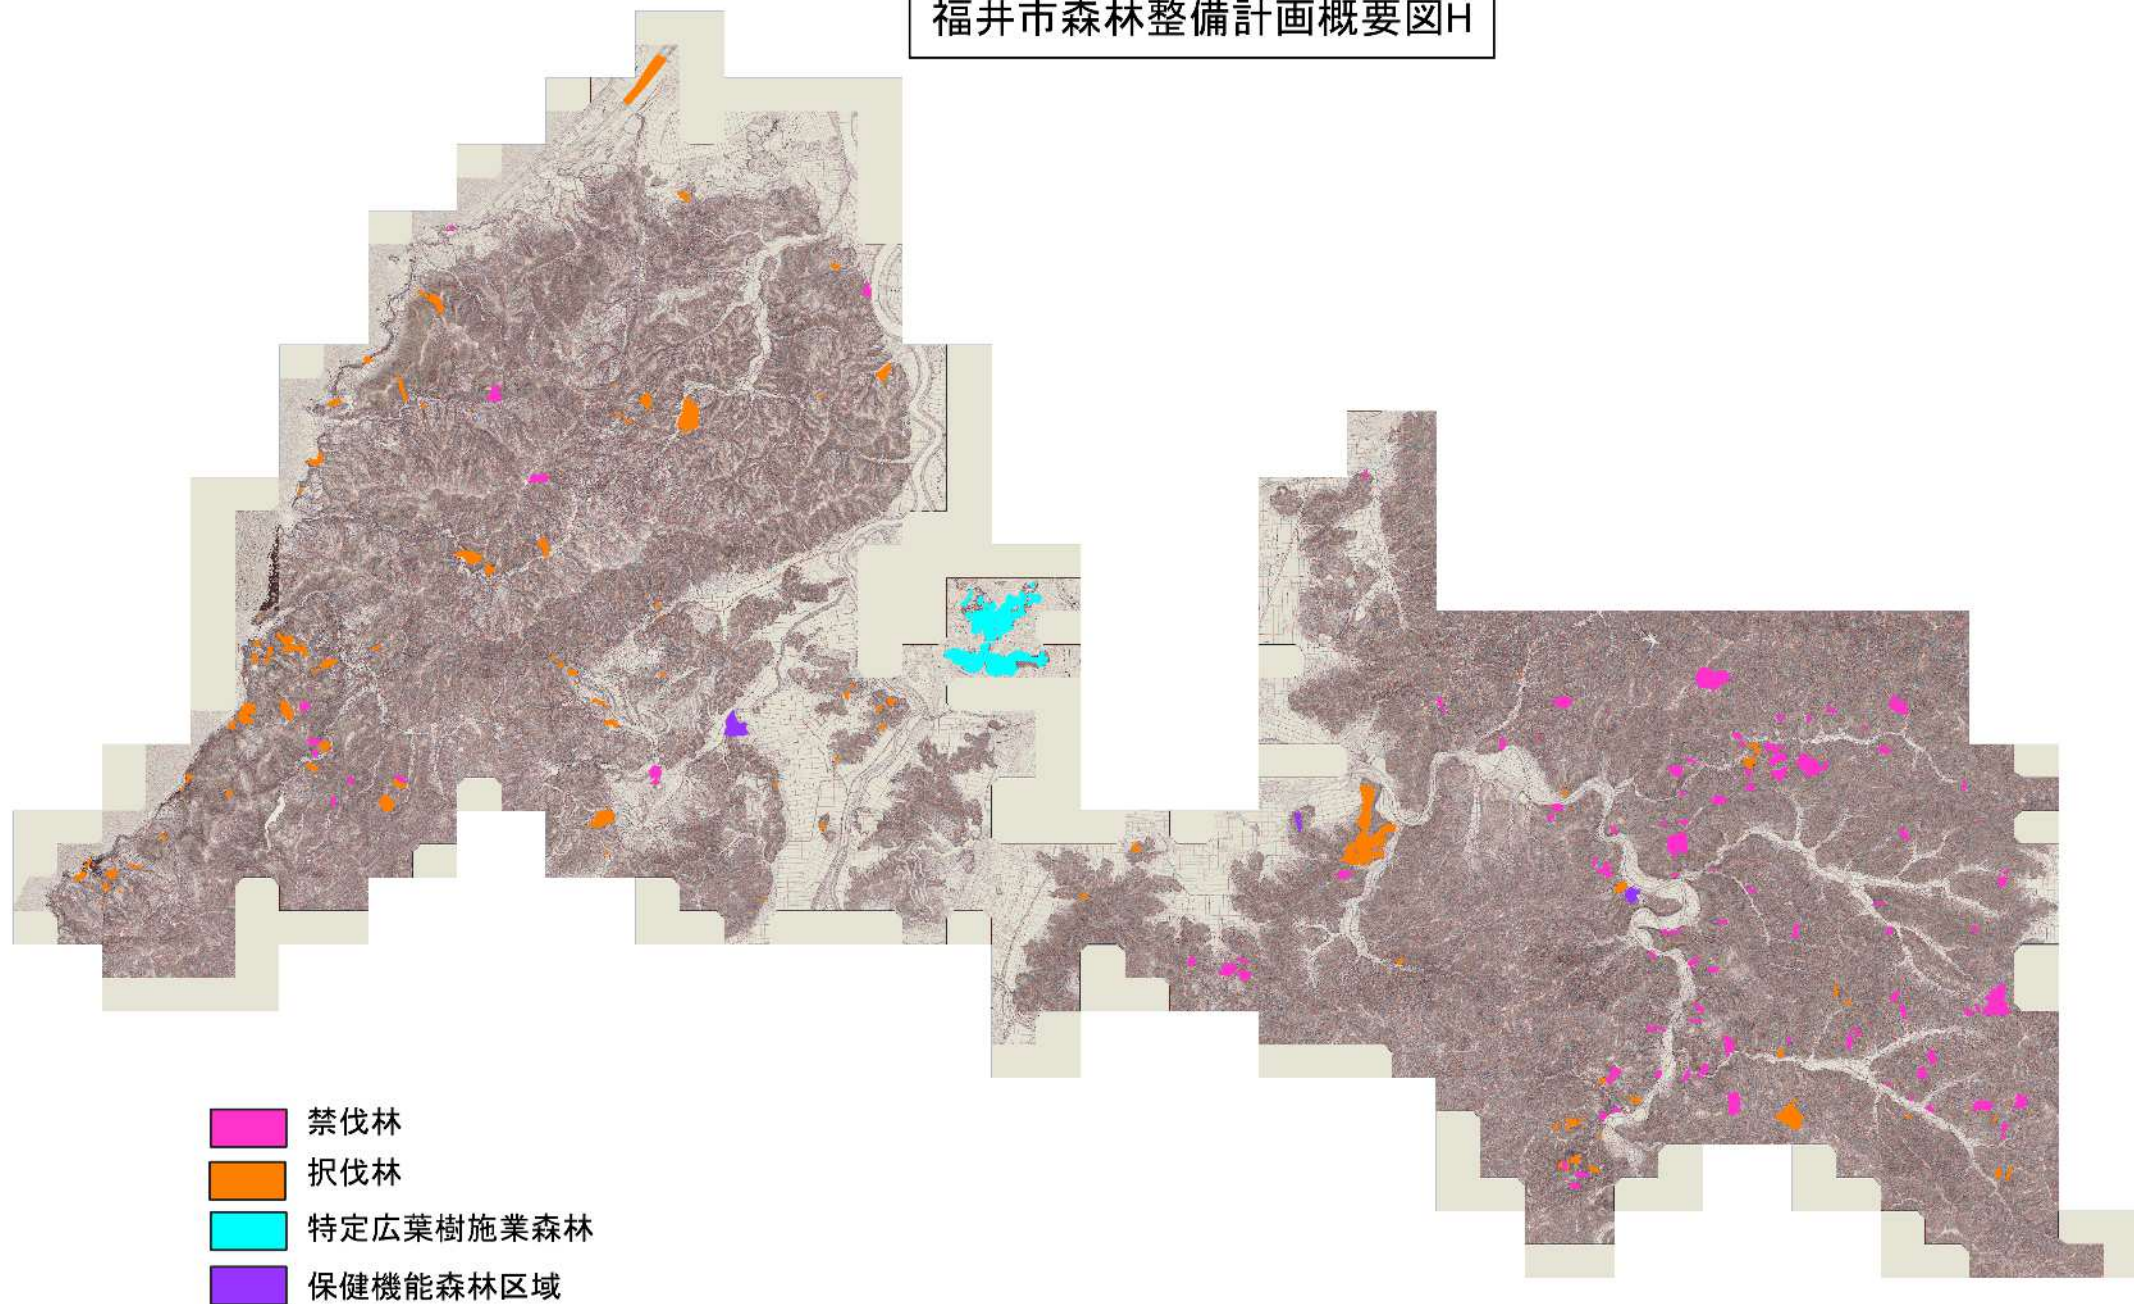 福井市森林整備計画概要図H
禁伐林
択伐林
特定広葉樹施業森林
保健機能森林区域